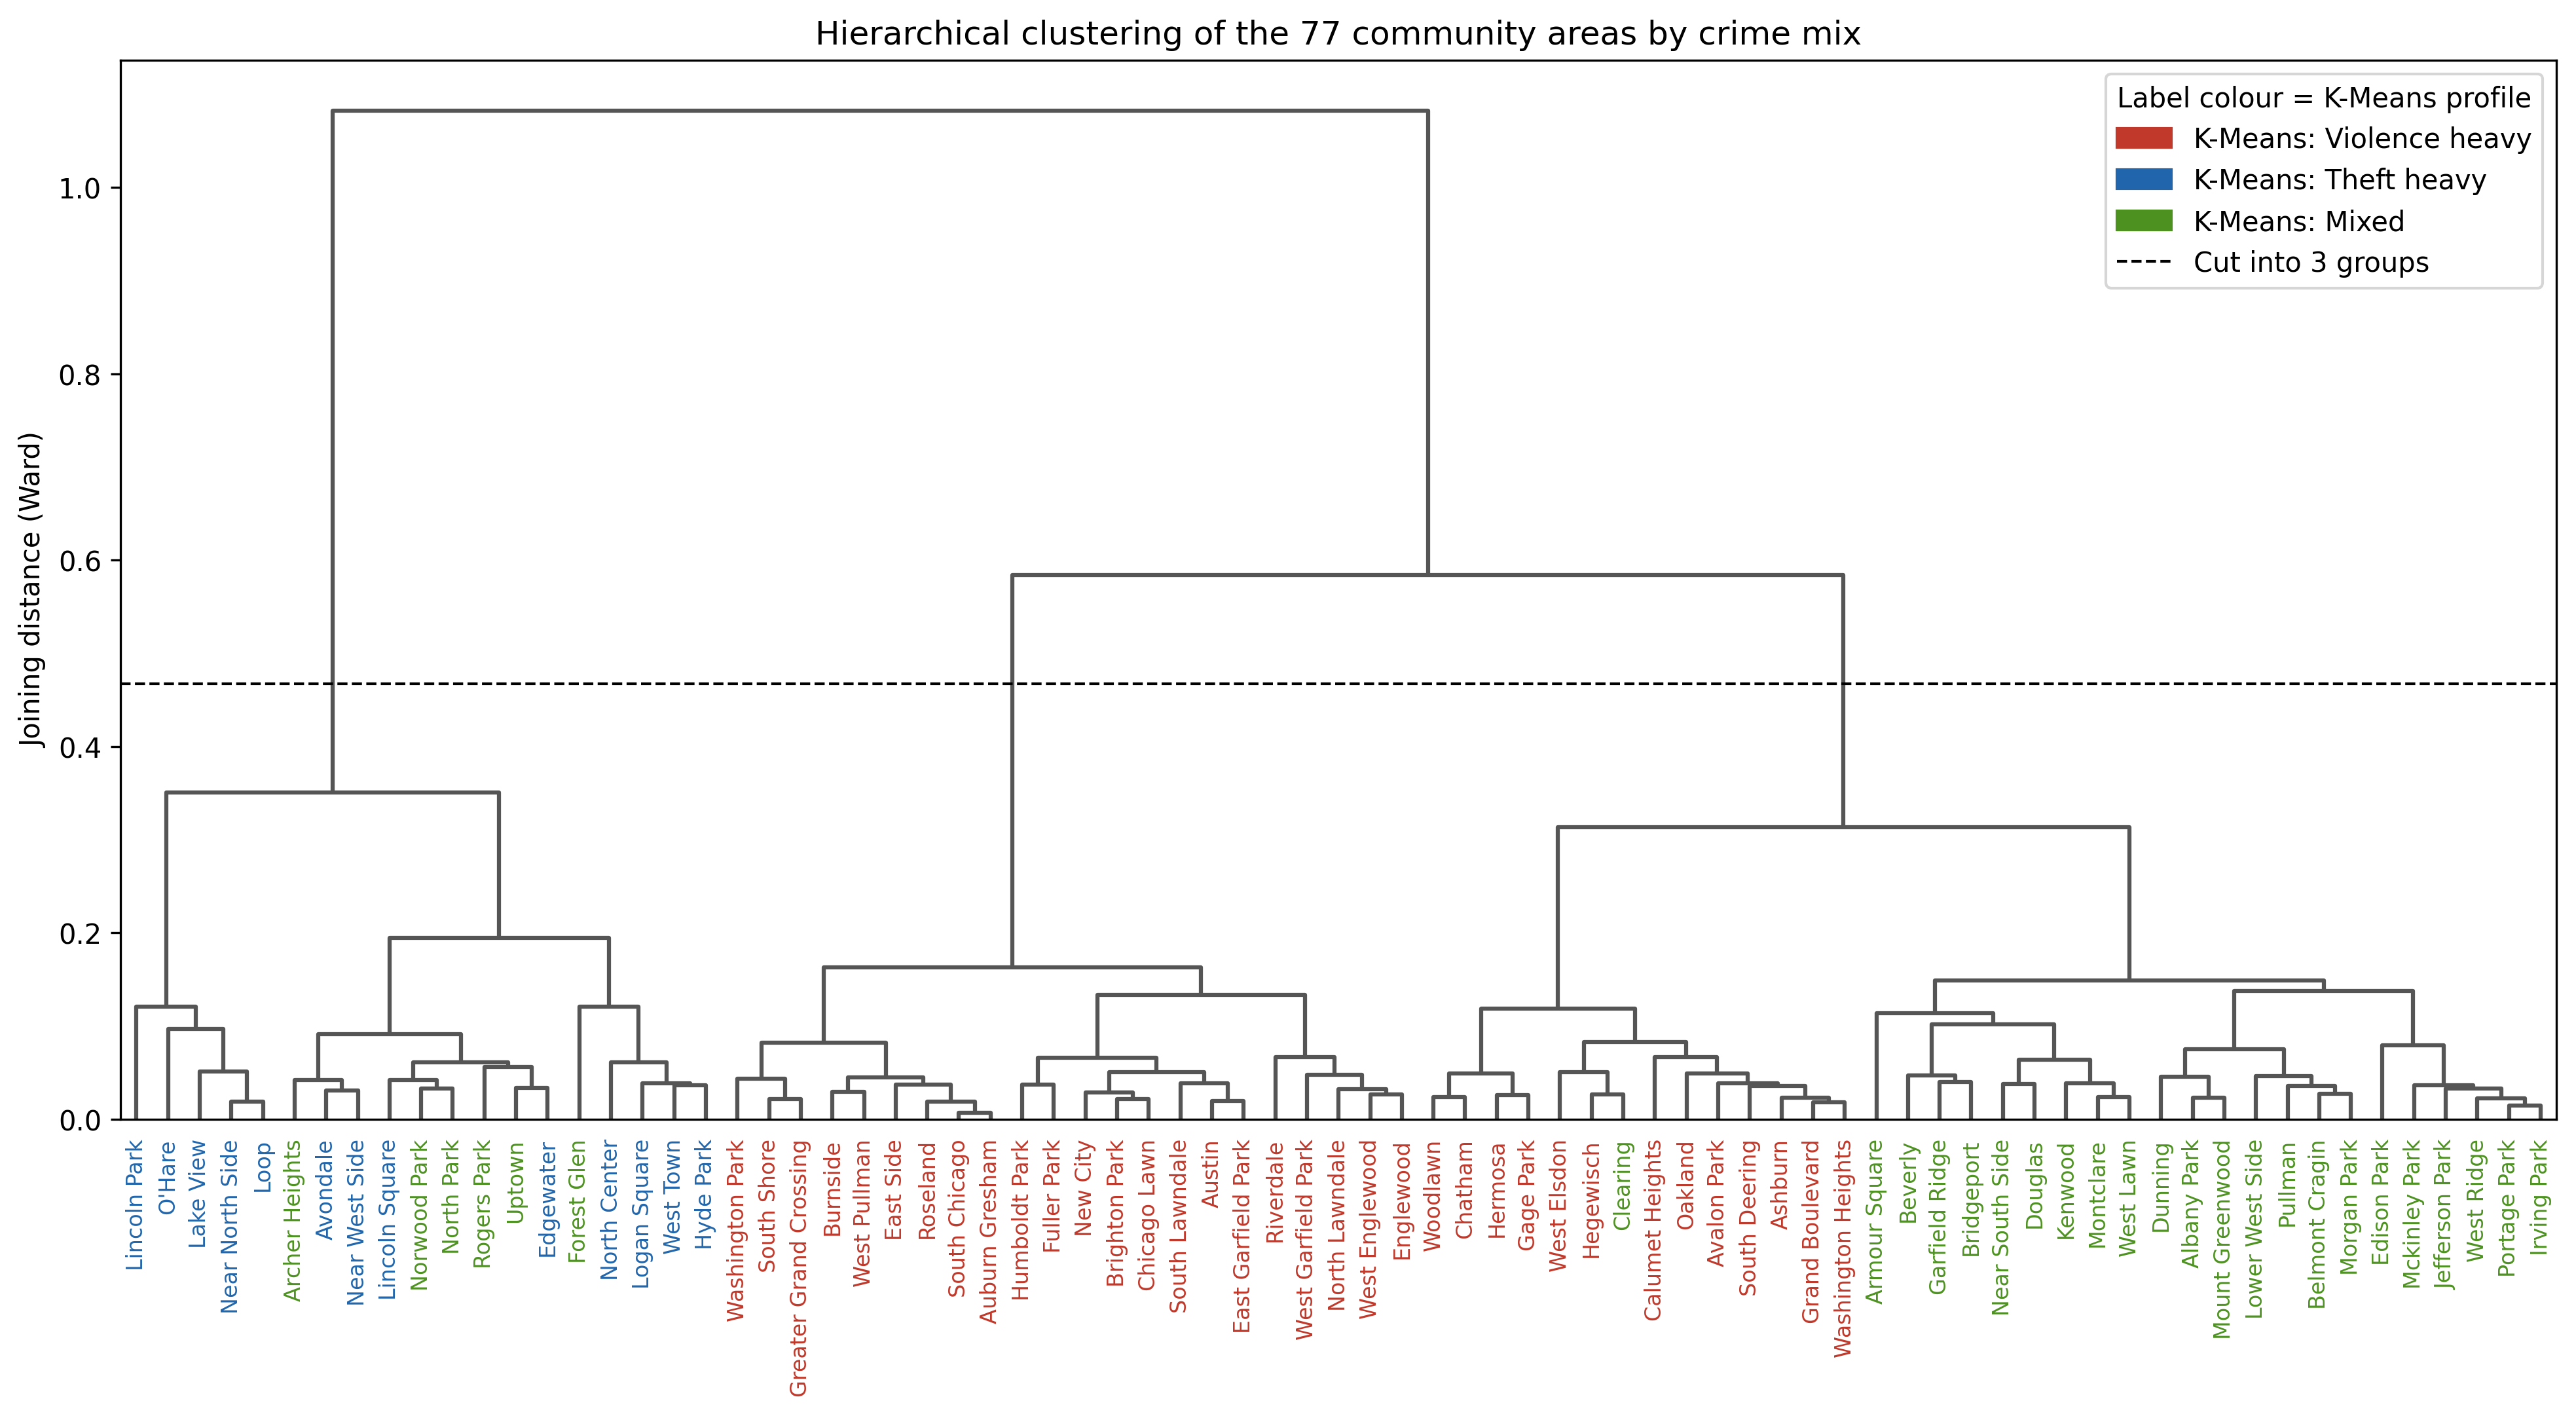 Hierarchical clustering of the 77 community areas by crime mix
Label colour = K-Means profile
K-Means: Violence heavy
K-Means: Theft heavy
K-Means: Mixed
Cut into 3 groups
Joining distance (Ward)
1.0
0.8
0.6
0.4
0.2
0.0
Lincoln Park
O'Hare
Lake View
Near North Side
Loop
Archer Heights
Avondale
Near West Side
Lincoln Square
Norwood Park
North Park
Rogers Park
Uptown
Edgewater
Forest Glen
North Center
Logan Square
West Town
Hyde Park
Washington Park
South Shore
Greater Grand Crossing
Burnside
West Pullman
East Side
Roseland
South Chicago
Auburn Gresham
Humboldt Park
Fuller Park
New City
Brighton Park
Chicago Lawn
South Lawndale
Austin
East Garfield Park
Riverdale
West Garfield Park
North Lawndale
West Englewood
Englewood
Woodlawn
Chatham
Hermosa
Gage Park
West Elsdon
Hegewisch
Clearing
Calumet Heights
Oakland
Avalon Park
South Deering
Ashburn
Grand Boulevard
Washington Heights
Armour Square
Beverly
Garfield Ridge
Bridgeport
Near South Side
Douglas
Kenwood
Montclare
West Lawn
Dunning
Albany Park
Mount Greenwood
Lower West Side
Pullman
Belmont Cragin
Morgan Park
Edison Park
Mckinley Park
Jefferson Park
West Ridge
Portage Park
Irving Park